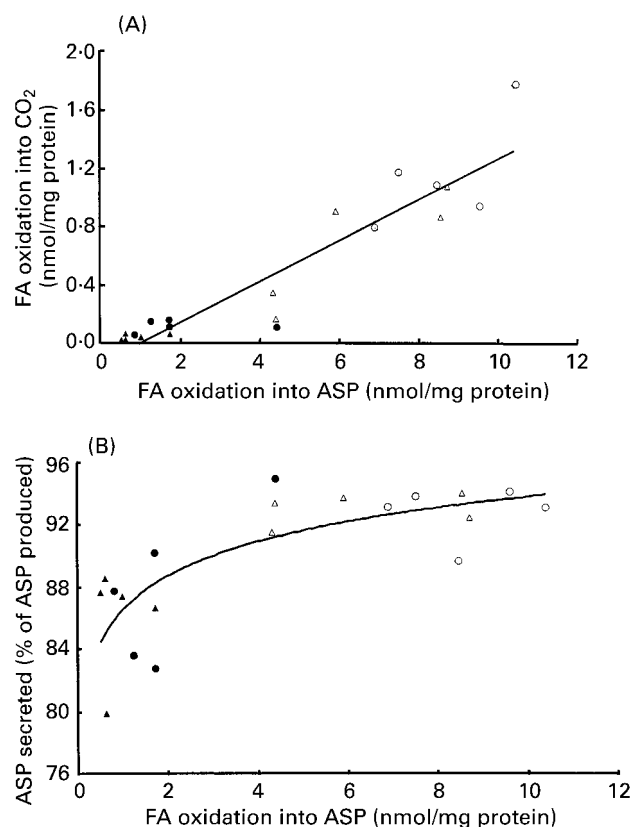 (A)
FA oxidation into CO₂
(nmol/mg protein)
2·0
1·6
1·2
0·8
0·4
0·0
0 2 4 6 8 10 12
FA oxidation into ASP (nmol/mg protein)
(B)
ASP secreted (% of ASP produced)
96
92
88
84
80
76
0 2 4 6 8 10 12
FA oxidation into ASP (nmol/mg protein)